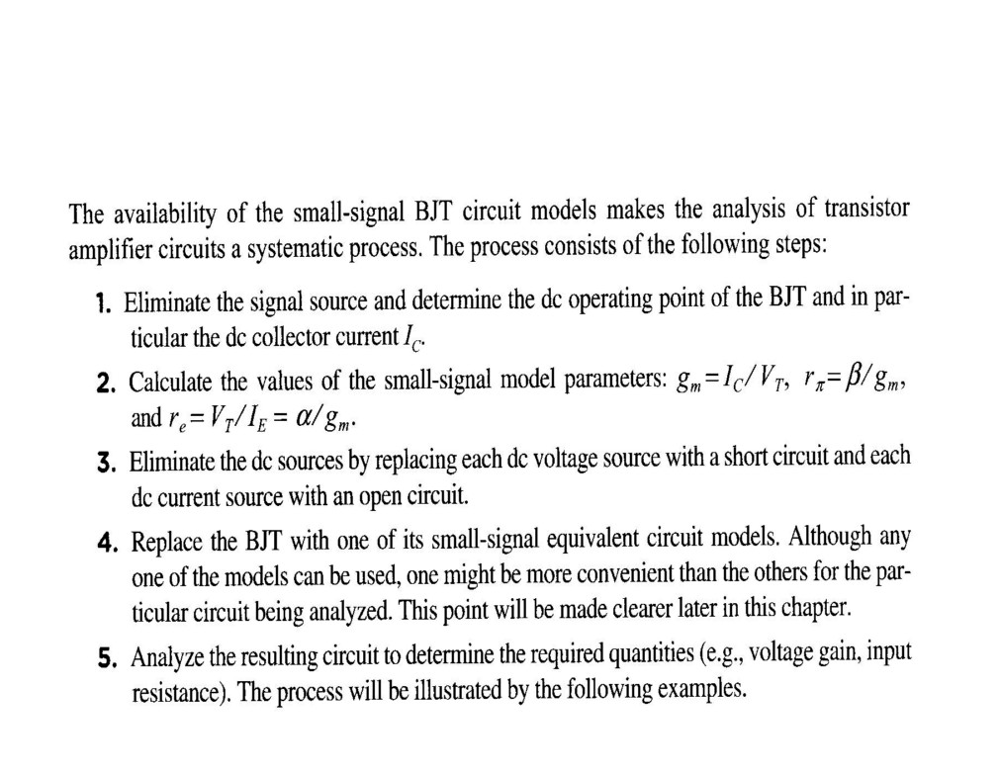 The availability of the small-signal BJT circuit models makes the analysis of transistor
amplifier circuits a systematic process. The process consists of the following steps:
1. Eliminate the signal source and determine the dc operating point of the BJT and in par-
ticular the dc collector current I_C.
2. Calculate the values of the small-signal model parameters: g_m = I_C/V_T, r_π = β/g_m,
and r_e = V_T/I_E = α/g_m.
3. Eliminate the dc sources by replacing each dc voltage source with a short circuit and each
dc current source with an open circuit.
4. Replace the BJT with one of its small-signal equivalent circuit models. Although any
one of the models can be used, one might be more convenient than the others for the par-
ticular circuit being analyzed. This point will be made clearer later in this chapter.
5. Analyze the resulting circuit to determine the required quantities (e.g., voltage gain, input
resistance). The process will be illustrated by the following examples.